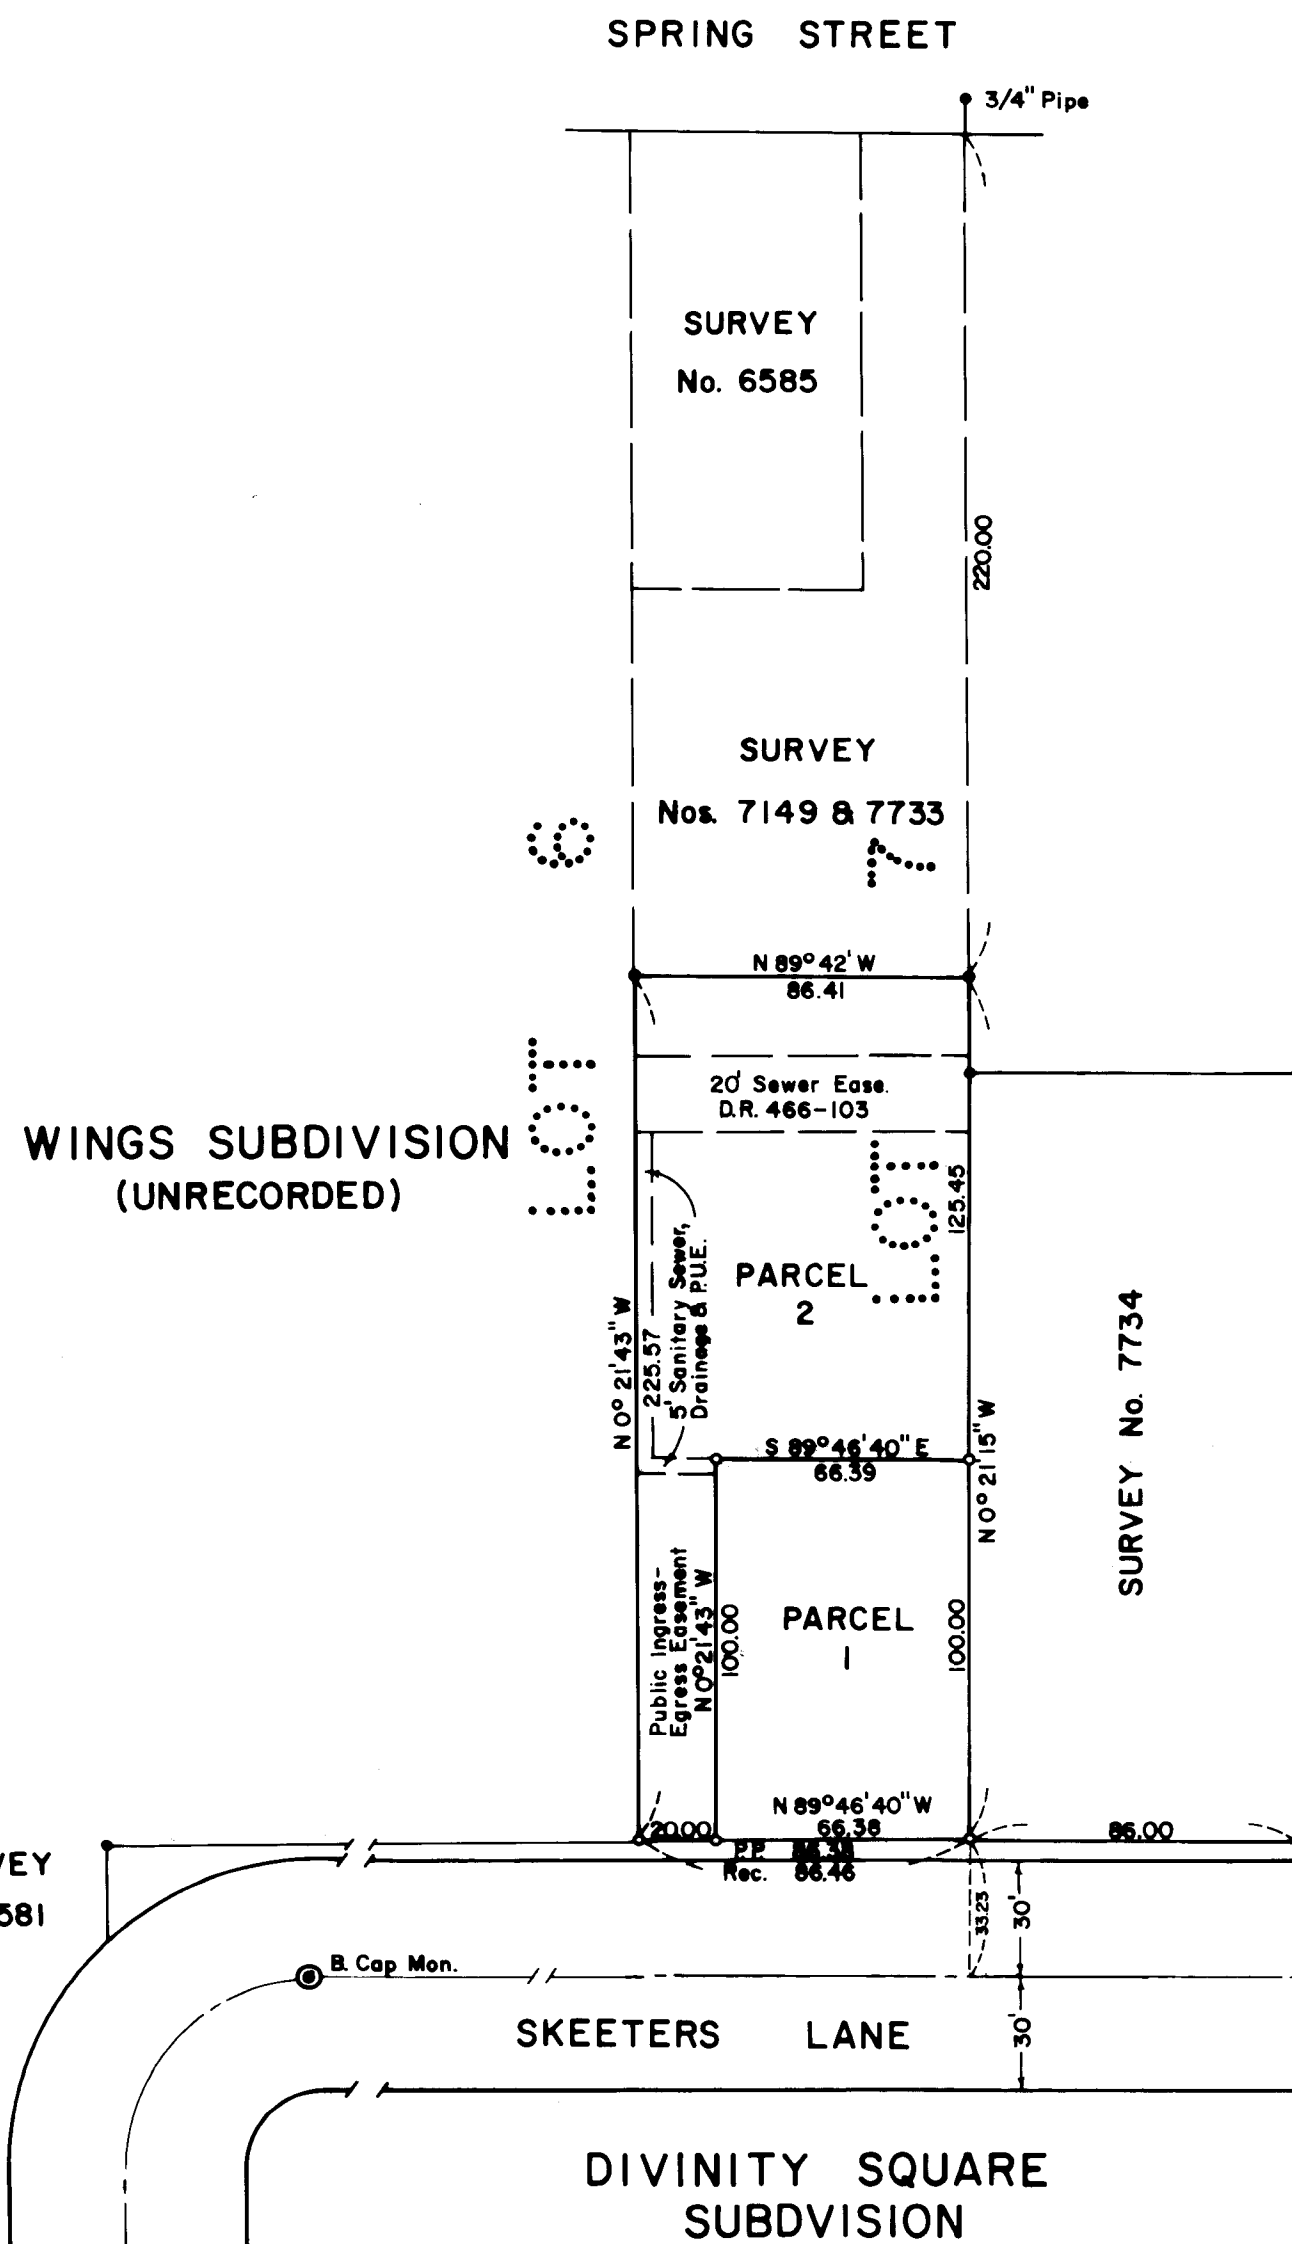 SPRING STREET
3/4" Pipe
SURVEY
No. 6585
220.00
SURVEY
Nos. 7149 & 7733
LOT 6
LOT 7
N 89° 42' W
86.41
20' Sewer Ease.
D.R. 466-103
WINGS SUBDIVISION
(UNRECORDED)
125.45
PARCEL
2
5' Sanitary Sewer,
Drainage & P.U.E.
N 0° 21' 43" W
225.57
SURVEY No. 7734
S 89° 46' 40" E
66.39
N 0° 21' 15" W
Public Ingress-
Egress Easement
N 0° 21' 43" W
100.00
PARCEL
1
100.00
N 89° 46' 40" W
20.00
66.38
86.00
P.P. 86.38
Rec. 86.46
VEY
581
33.23
30'
B. Cap Mon.
SKEETERS LANE
30'
DIVINITY SQUARE
SUBDVISION